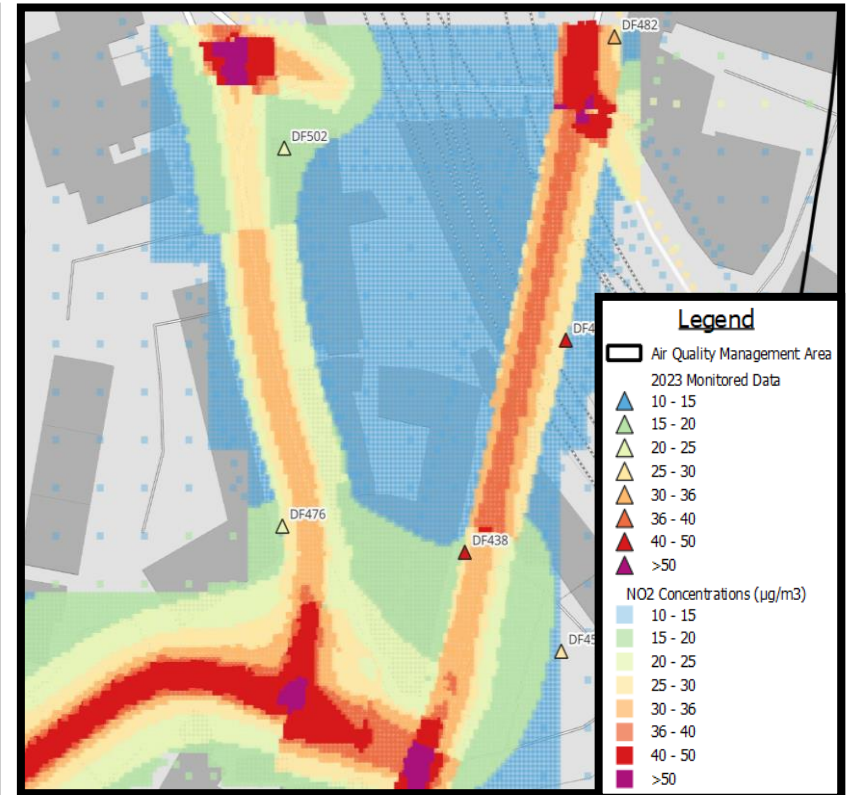 DF482
DF502
DF4
DF476
DF438
DF45
Legend
Air Quality Management Area
2023 Monitored Data
10 - 15
15 - 20
20 - 25
25 - 30
30 - 36
36 - 40
40 - 50
>50
NO2 Concentrations (µg/m3)
10 - 15
15 - 20
20 - 25
25 - 30
30 - 36
36 - 40
40 - 50
>50